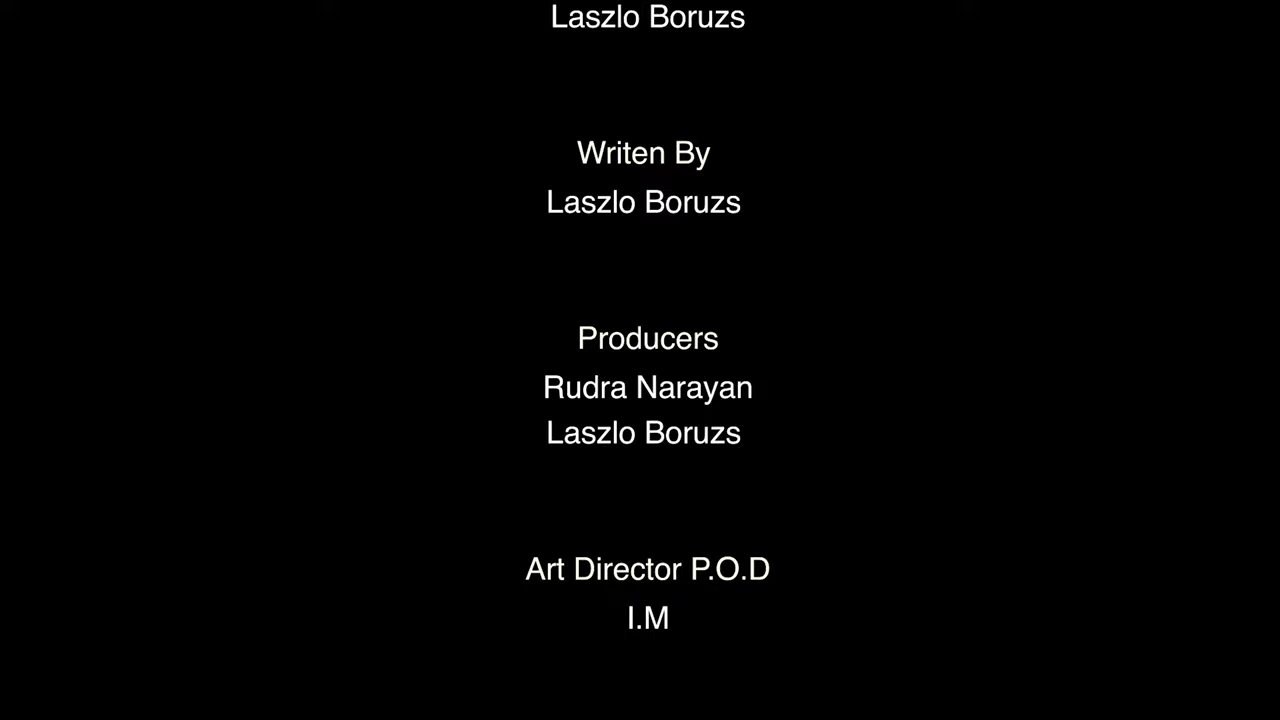 Laszlo Boruzs
Writen By
Laszlo Boruzs
Producers
Rudra Narayan
Laszlo Boruzs
Art Director P.O.D
I.M